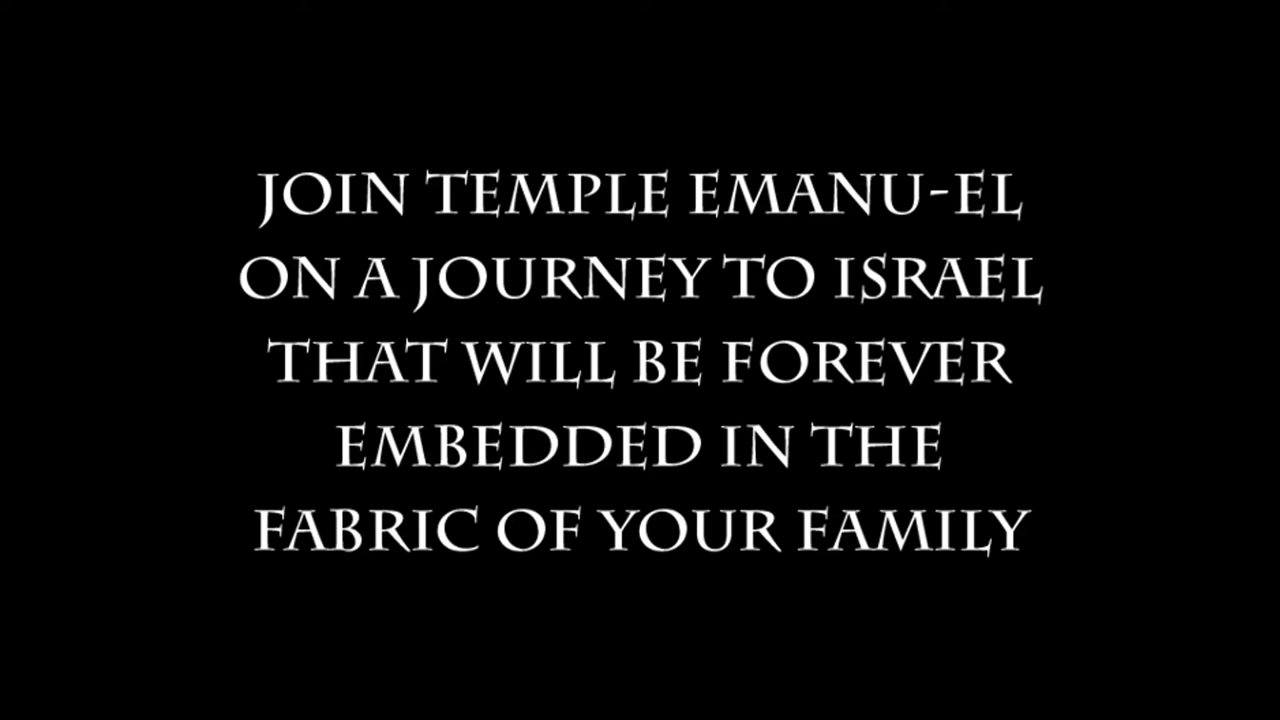 JOIN TEMPLE EMANU-EL
ON A JOURNEY TO ISRAEL
THAT WILL BE FOREVER
EMBEDDED IN THE
FABRIC OF YOUR FAMILY